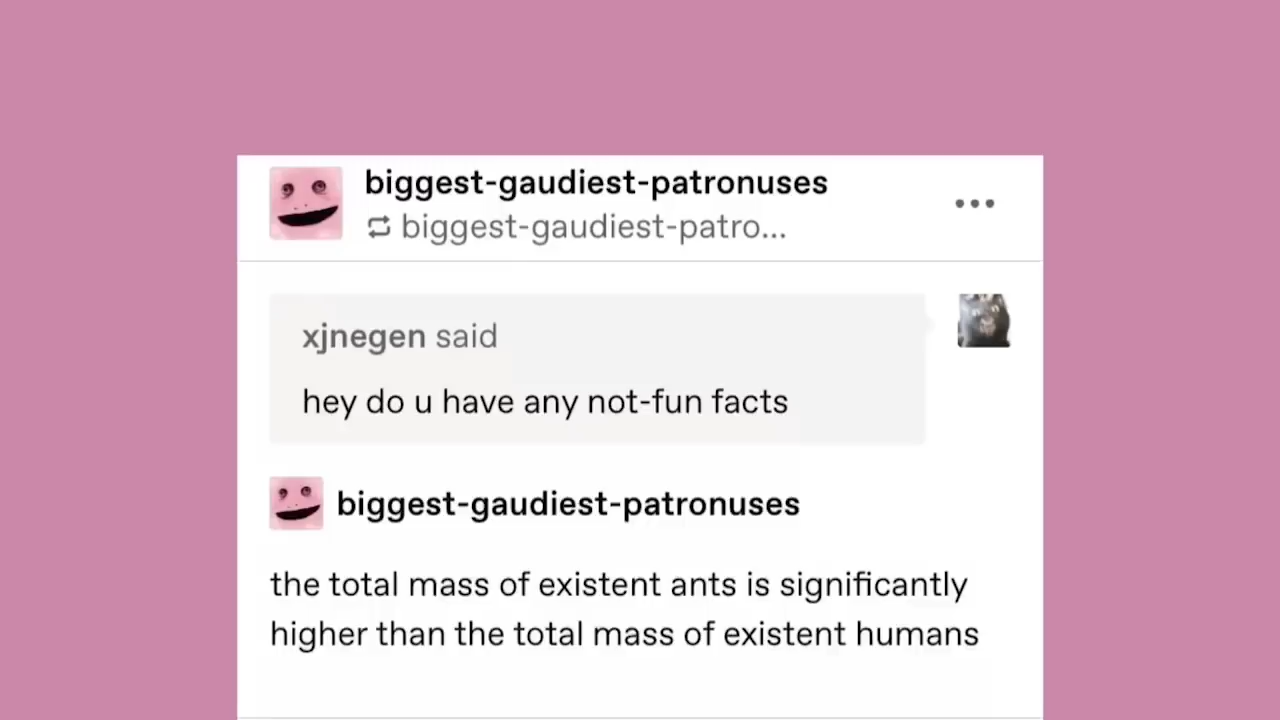 biggest-gaudiest-patronuses
biggest-gaudiest-patro...
xjnegen said
hey do u have any not-fun facts
biggest-gaudiest-patronuses
the total mass of existent ants is significantly
higher than the total mass of existent humans